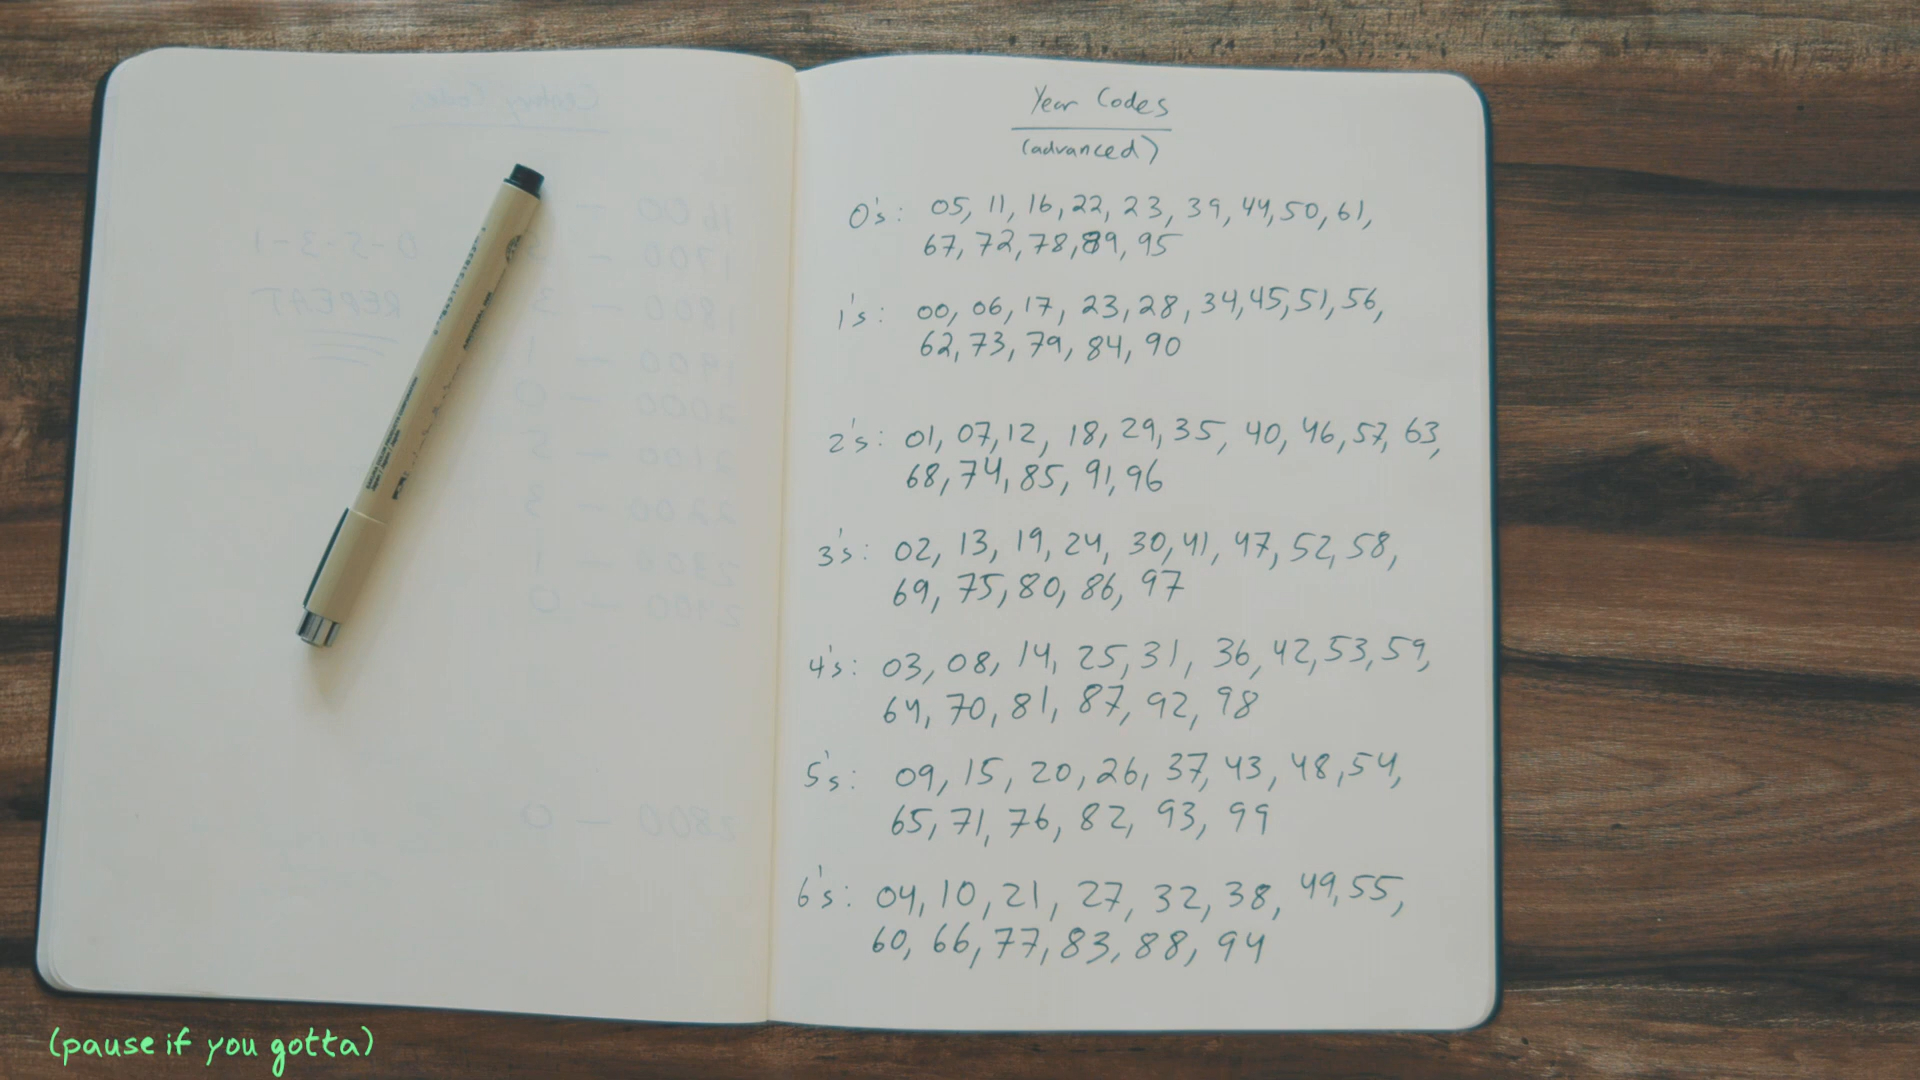 Year Codes
(advanced)
0's: 05, 11, 16, 22, 23, 39, 44, 50, 61,
67, 72, 78, 89, 95
1's: 00, 06, 17, 23, 28, 34, 45, 51, 56,
62, 73, 79, 84, 90
2's: 01, 07, 12, 18, 29, 35, 40, 46, 57, 63,
68, 74, 85, 91, 96
3's: 02, 13, 19, 24, 30, 41, 47, 52, 58,
69, 75, 80, 86, 97
4's: 03, 08, 14, 25, 31, 36, 42, 53, 59,
64, 70, 81, 87, 92, 98
5's: 09, 15, 20, 26, 37, 43, 48, 54,
65, 71, 76, 82, 93, 99
6's: 04, 10, 21, 27, 32, 38, 49, 55,
60, 66, 77, 83, 88, 94
(pause if you gotta)